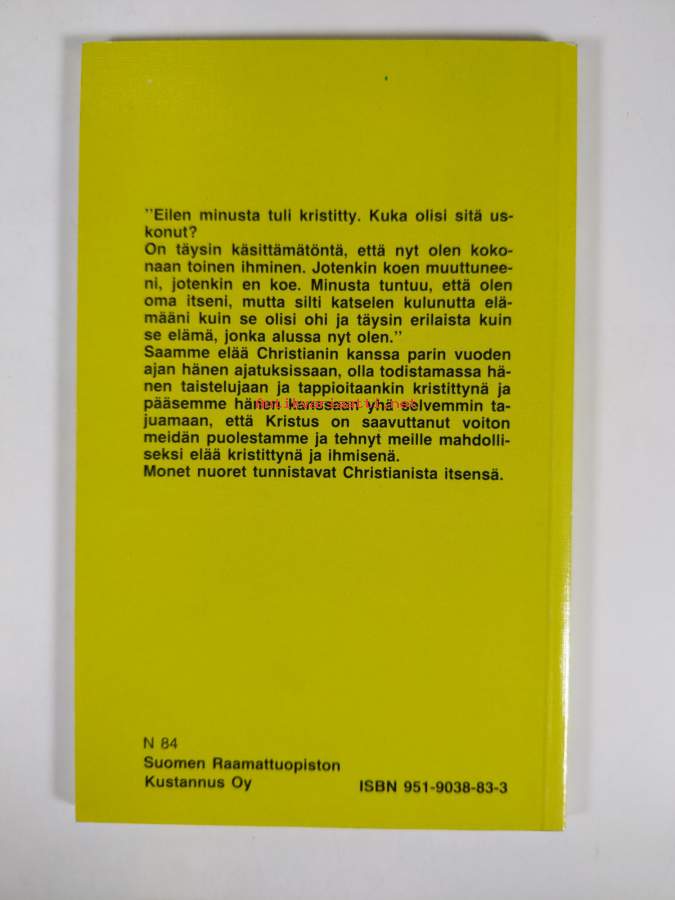 "Eilen minusta tuli kristitty. Kuka olisi sitä us-
konut?
On täysin käsittämätöntä, että nyt olen koko-
naan toinen ihminen. Jotenkin koen muuttunee-
ni, jotenkin en koe. Minusta tuntuu, että olen
oma itseni, mutta silti katselen kulunutta elä-
määni kuin se olisi ohi ja täysin erilaista kuin
se elämä, jonka alussa nyt olen."
Saamme elää Christianin kanssa parin vuoden
ajan hänen ajatuksissaan, olla todistamassa hä-
nen taistelujaan ja tappioitaankin kristittynä ja
pääsemme hänen kanssaan yhä selvemmin ta-
Antikvariaatti.net
juamaan, että Kristus on saavuttanut voiton
meidän puolestamme ja tehnyt meille mahdolli-
seksi elää kristittynä ja ihmisenä.
Monet nuoret tunnistavat Christianista itsensä.
N 84
Suomen Raamattuopiston
Kustannus Oy
ISBN 951-9038-83-3